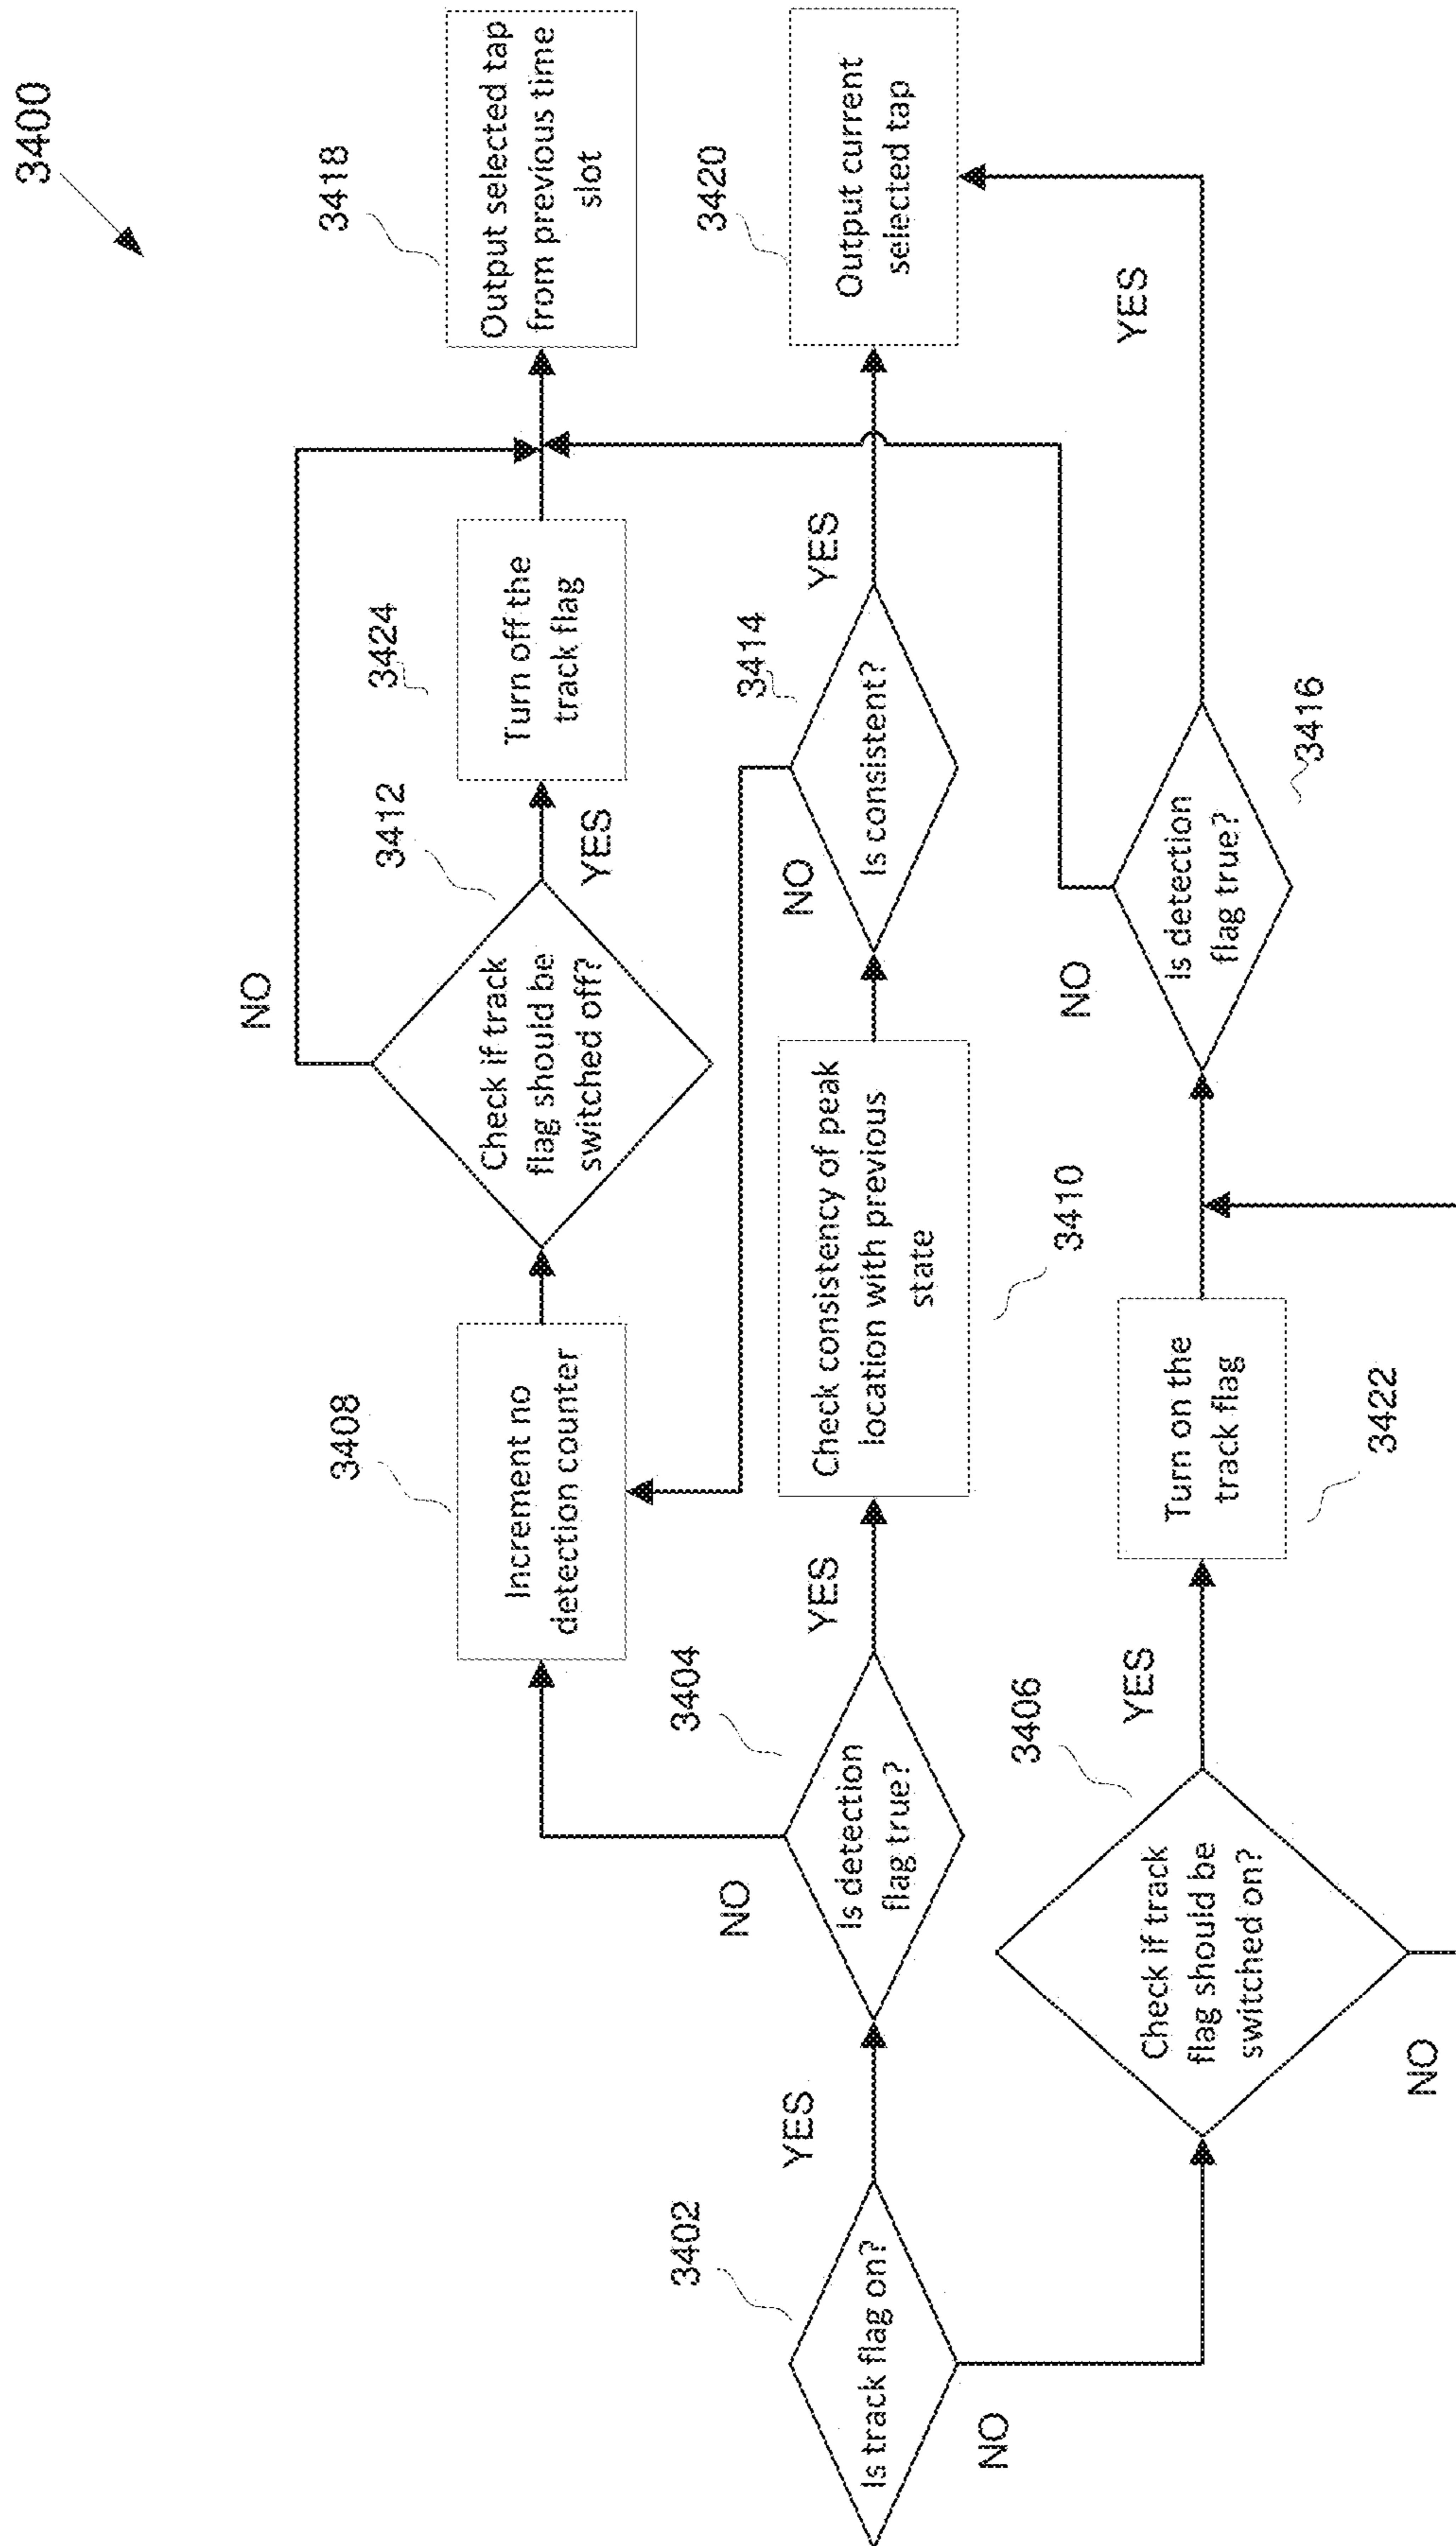 3400
Is track flag on?
3402
YES
NO
Is detection
flag true?
3404
NO
YES
Check if track
flag should be
switched on?
3406
YES
NO
Increment no
detection counter
3408
Check consistency of peak
location with previous
state
3410
Turn on the
track flag
3422
Check if track
flag should be
switched off?
3412
NO
YES
Is consistent?
3414
NO
YES
Is detection
flag true?
3416
NO
YES
Turn off the
track flag
3424
Output selected tap
from previous time
slot
3418
Output current
selected tap
3420